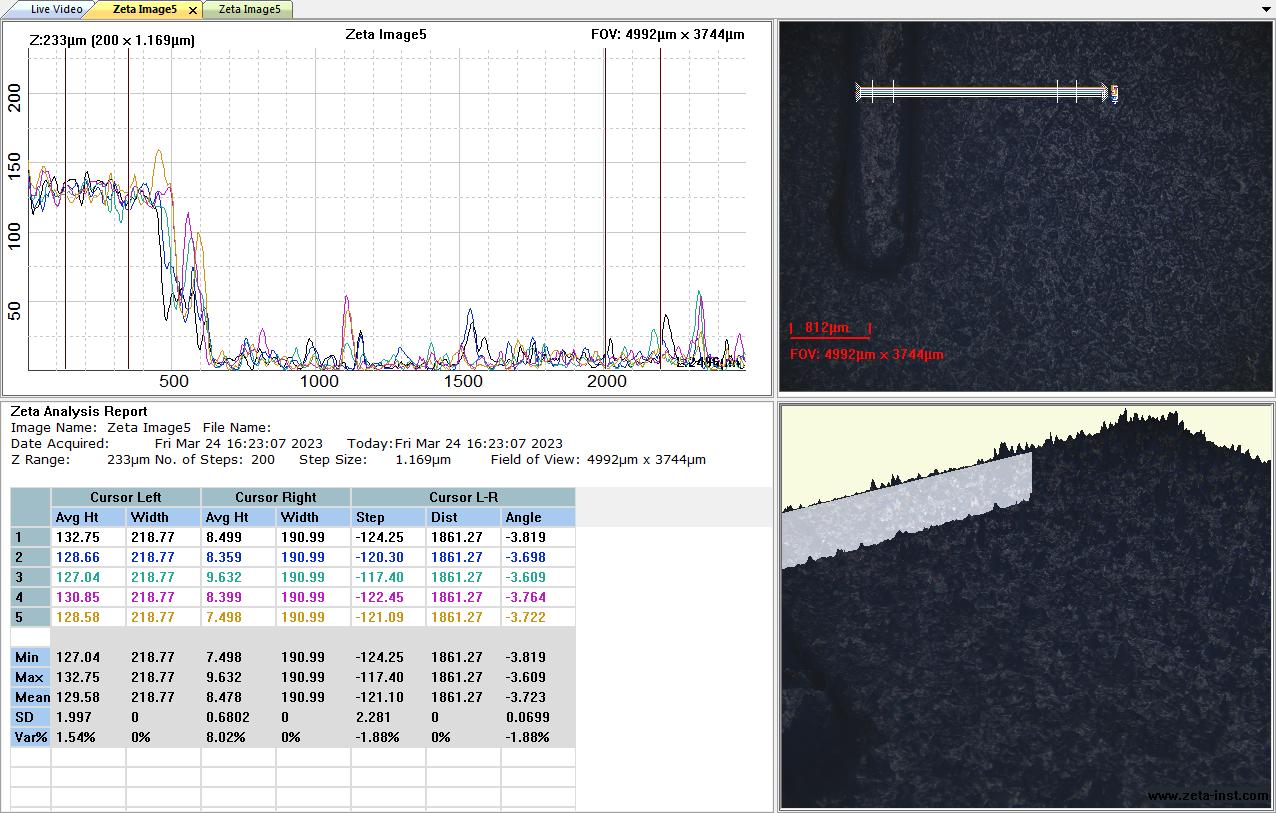 Live Video Zeta Image5 Zeta Image5
Z:233µm (200 x 1.169µm) Zeta Image5 FOV: 4992µm x 3744µm
200
150
100
50
500 1000 1500 2000
812µm
FOV: 4992µm x 3744µm
Zeta Analysis Report
Image Name: Zeta Image5 File Name:
Date Acquired: Fri Mar 24 16:23:07 2023 Today:Fri Mar 24 16:23:07 2023
Z Range: 233µm No. of Steps: 200 Step Size: 1.169µm Field of View: 4992µm x 3744µm
Cursor Left Cursor Right Cursor L-R
Avg Ht Width Avg Ht Width Step Dist Angle
1 132.75 218.77 8.499 190.99 -124.25 1861.27 -3.819
2 128.66 218.77 8.359 190.99 -120.30 1861.27 -3.698
3 127.04 218.77 9.632 190.99 -117.40 1861.27 -3.609
4 130.85 218.77 8.399 190.99 -122.45 1861.27 -3.764
5 128.58 218.77 7.498 190.99 -121.09 1861.27 -3.722
Min 127.04 218.77 7.498 190.99 -124.25 1861.27 -3.819
Max 132.75 218.77 9.632 190.99 -117.40 1861.27 -3.609
Mean 129.58 218.77 8.478 190.99 -121.10 1861.27 -3.723
SD 1.997 0 0.6802 0 2.281 0 0.0699
Var% 1.54% 0% 8.02% 0% -1.88% 0% -1.88%
www.zeta-inst.com